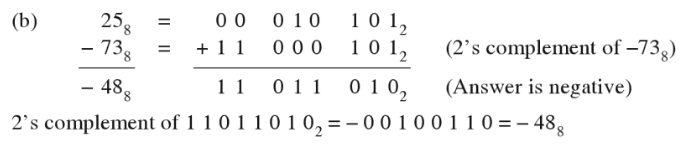 (b) 25₈ = 0 0 0 1 0 1 0 1₂
– 73₈ = + 1 1 0 0 0 1 0 1₂ (2’s complement of –73₈)
– 48₈ 1 1 0 1 1 0 1 0₂ (Answer is negative)
2’s complement of 1 1 0 1 1 0 1 0₂ = – 0 0 1 0 0 1 1 0 = – 48₈